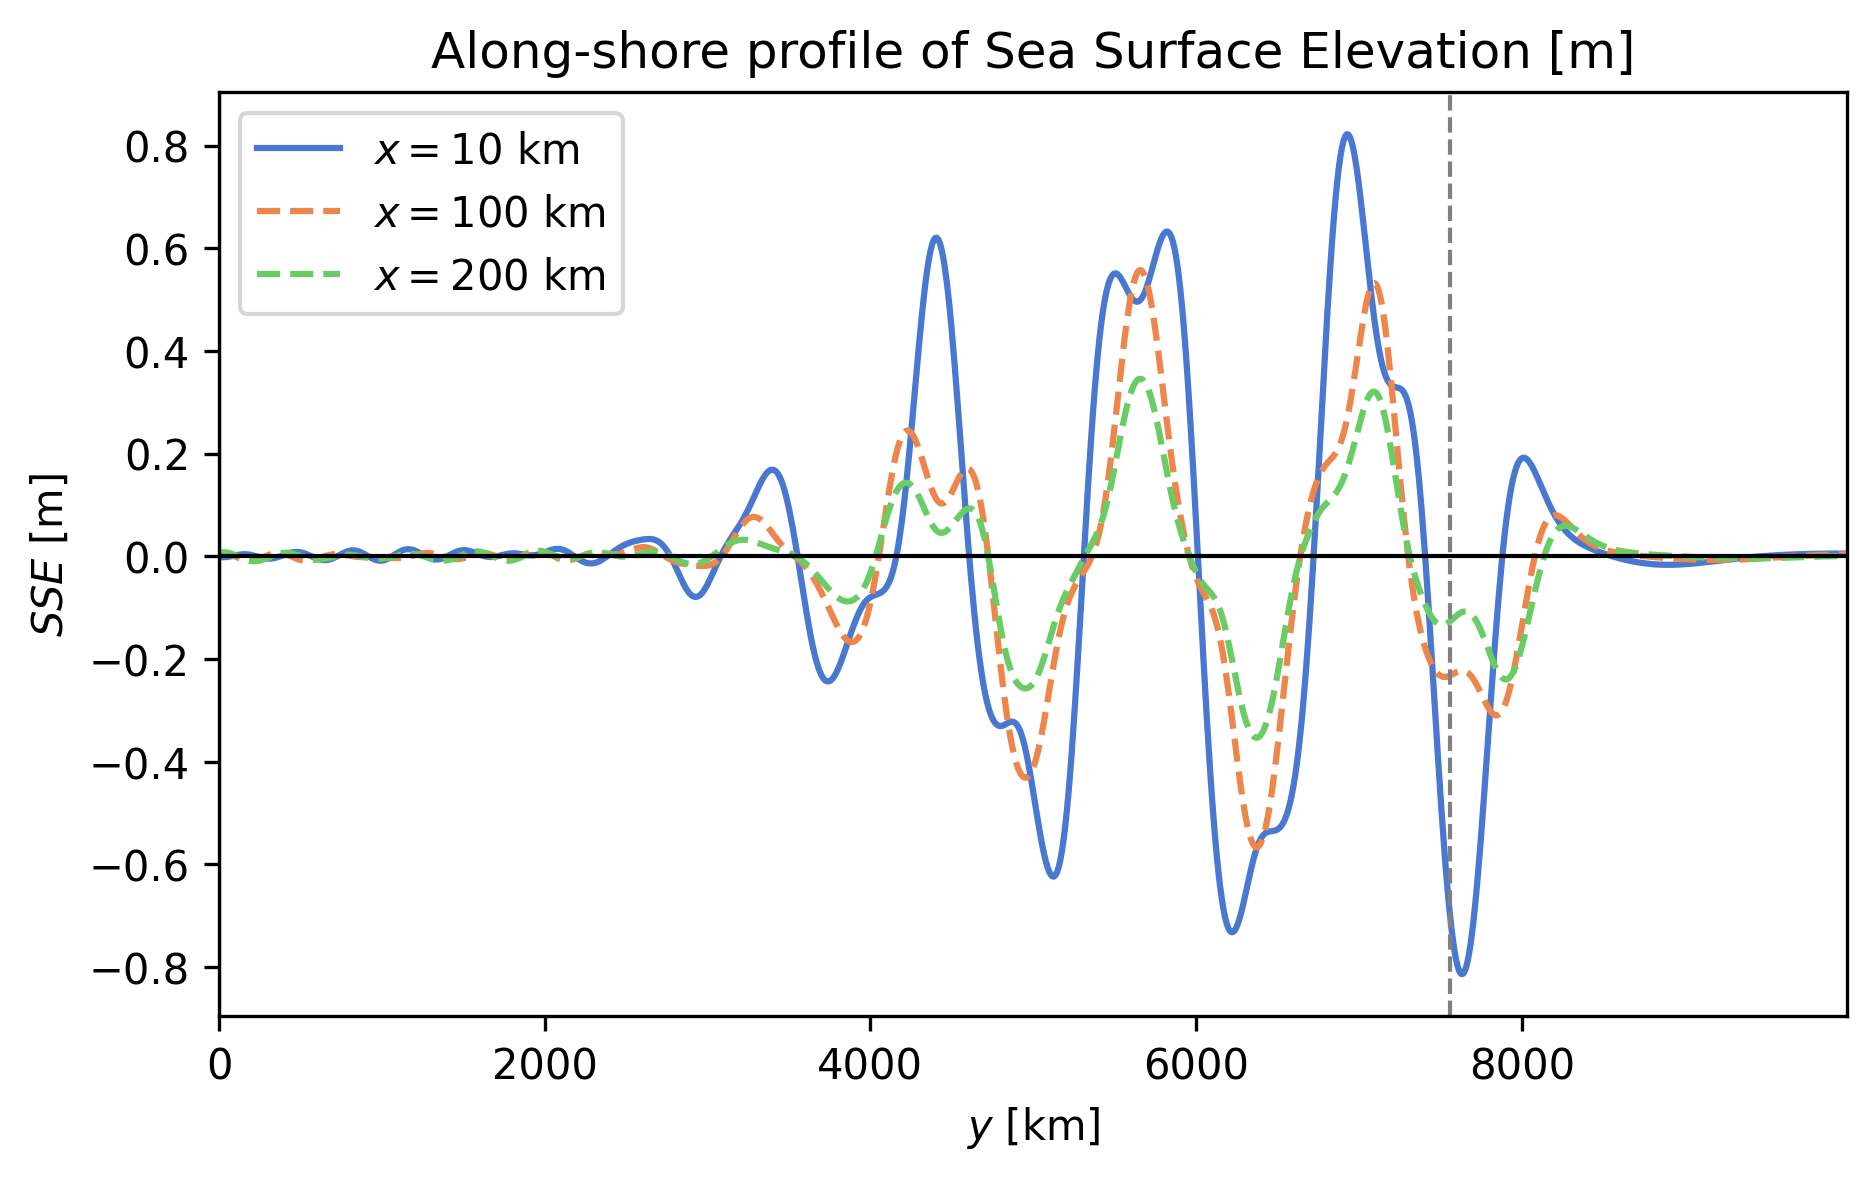 Along-shore profile of Sea Surface Elevation [m]
x = 10 km
x = 100 km
x = 200 km
0.8
0.6
0.4
0.2
0.0
−0.2
−0.4
−0.6
−0.8
SSE [m]
0 2000 4000 6000 8000
y [km]